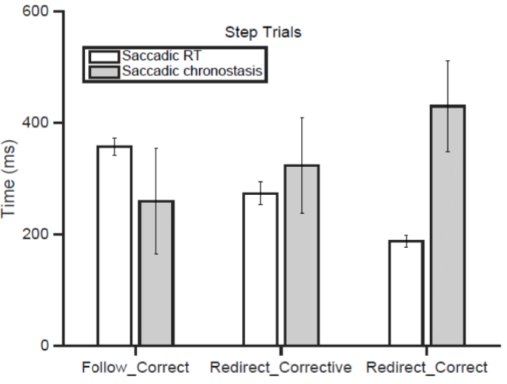 600
Step Trials
Saccadic RT
Saccadic chronostasis
400
Time (ms)
200
0
Follow_Correct Redirect_Corrective Redirect_Correct